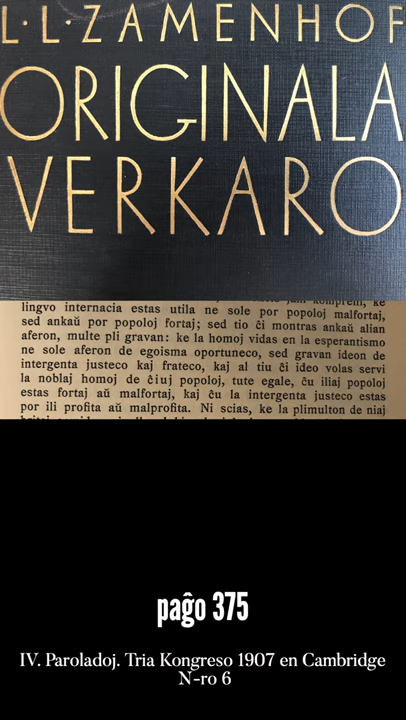 L·L·ZAMENHOF
ORIGINALA
VERKARO
jam kompreni, ke
lingvo internacia estas utila ne sole por popoloj malfortaj,
sed ankaŭ por popoloj fortaj; sed tio ĉi montras ankaŭ alian
aferon, multe pli gravan: ke la homoj vidas en la esperantismo
ne sole aferon de egoisma oportuneco, sed gravan ideon de
intergenta justeco kaj frateco, kaj al tiu ĉi ideo volas servi
la noblaj homoj de ĉiuj popoloj, tute egale, ĉu iliaj popoloj
estas fortaj aŭ malfortaj, kaj ĉu la intergenta justeco estas
por ili profita aŭ malprofita. Ni scias, ke la plimulton de niaj
paĝo 375
IV. Paroladoj. Tria Kongreso 1907 en Cambridge
N-ro 6